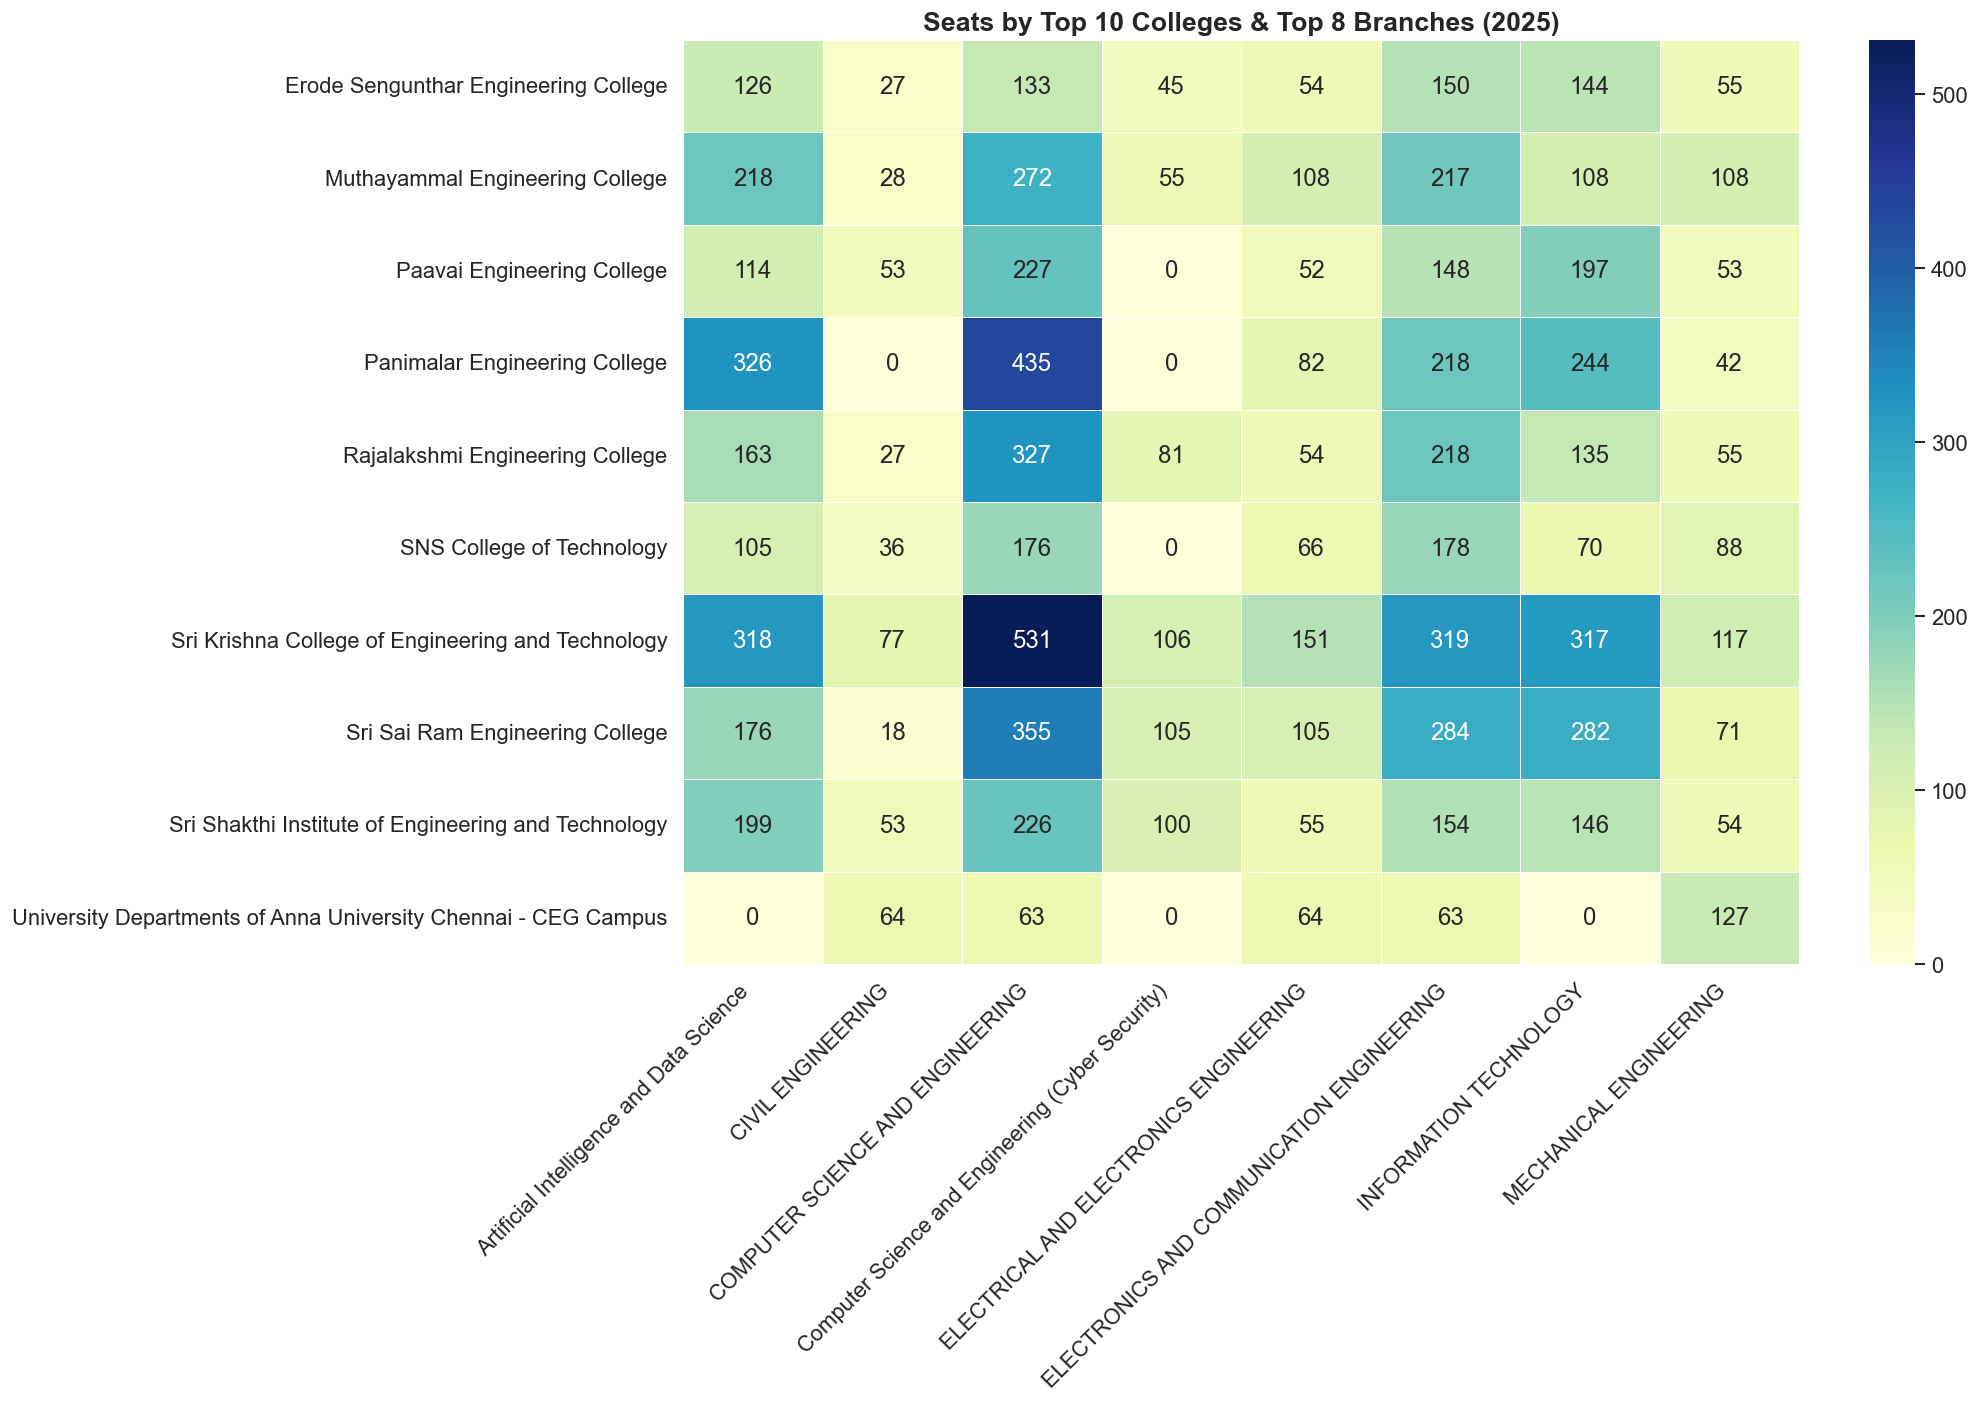 Seats by Top 10 Colleges & Top 8 Branches (2025)
Erode Sengunthar Engineering College 126 27 133 45 54 150 144 55
Muthayammal Engineering College 218 28 272 55 108 217 108 108
Paavai Engineering College 114 53 227 0 52 148 197 53
Panimalar Engineering College 326 0 435 0 82 218 244 42
Rajalakshmi Engineering College 163 27 327 81 54 218 135 55
SNS College of Technology 105 36 176 0 66 178 70 88
Sri Krishna College of Engineering and Technology 318 77 531 106 151 319 317 117
Sri Sai Ram Engineering College 176 18 355 105 105 284 282 71
Sri Shakthi Institute of Engineering and Technology 199 53 226 100 55 154 146 54
University Departments of Anna University Chennai - CEG Campus 0 64 63 0 64 63 0 127
Artificial Intelligence and Data Science
CIVIL ENGINEERING
COMPUTER SCIENCE AND ENGINEERING
Computer Science and Engineering (Cyber Security)
ELECTRICAL AND ELECTRONICS ENGINEERING
ELECTRONICS AND COMMUNICATION ENGINEERING
INFORMATION TECHNOLOGY
MECHANICAL ENGINEERING
500
400
300
200
100
0